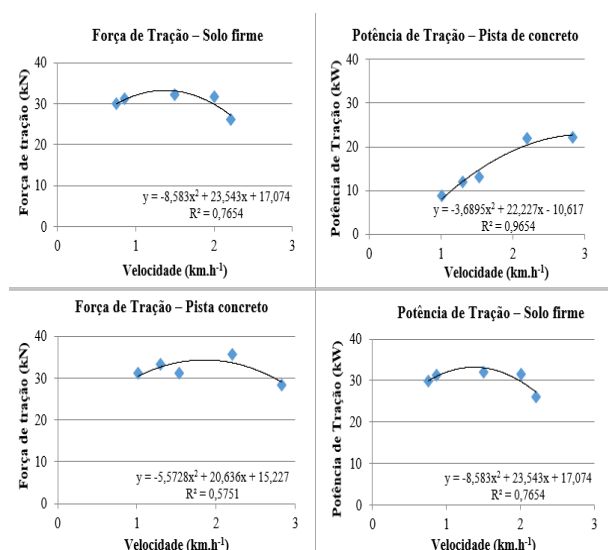 Força de Tração – Solo firme
Força de tração (kN)
40
30
20
10
0
y = -8,583x² + 23,543x + 17,074
R² = 0,7654
0 1 2 3
Velocidade (km.h⁻¹)
Potência de Tração – Pista de concreto
Potência de Tração (kW)
40
30
20
10
0
y = -3,6895x² + 22,227x - 10,617
R² = 0,9654
0 1 2 3
Velocidade (km.h⁻¹)
Força de Tração – Pista concreto
Força de tração (kN)
40
30
20
10
0
y = -5,5728x² + 20,636x + 15,227
R² = 0,5751
0 1 2 3
Velocidade (km.h⁻¹)
Potência de Tração – Solo firme
Potência de Tração (kW)
40
30
20
10
0
y = -8,583x² + 23,543x + 17,074
R² = 0,7654
0 1 2 3
Velocidade (km.h⁻¹)